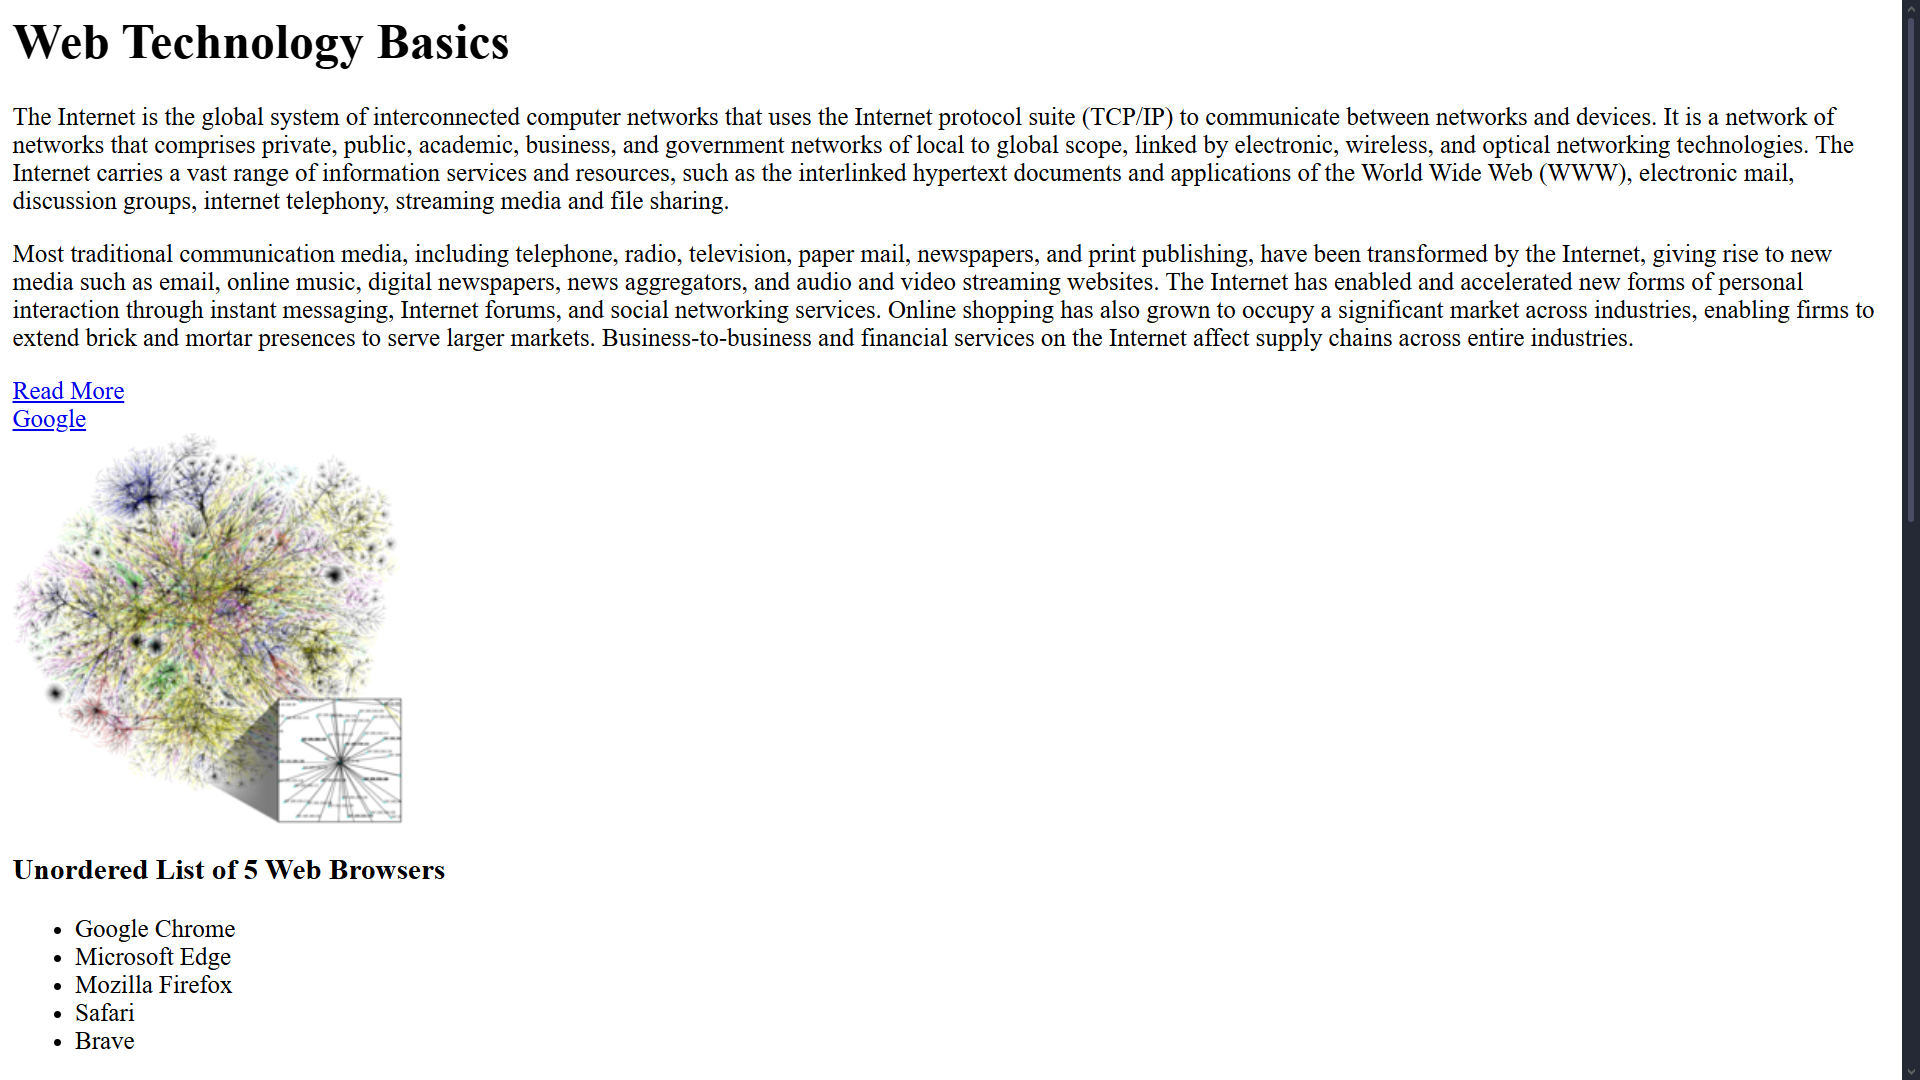 Web Technology Basics
The Internet is the global system of interconnected computer networks that uses the Internet protocol suite (TCP/IP) to communicate between networks and devices. It is a network of
networks that comprises private, public, academic, business, and government networks of local to global scope, linked by electronic, wireless, and optical networking technologies. The
Internet carries a vast range of information services and resources, such as the interlinked hypertext documents and applications of the World Wide Web (WWW), electronic mail,
discussion groups, internet telephony, streaming media and file sharing.
Most traditional communication media, including telephone, radio, television, paper mail, newspapers, and print publishing, have been transformed by the Internet, giving rise to new
media such as email, online music, digital newspapers, news aggregators, and audio and video streaming websites. The Internet has enabled and accelerated new forms of personal
interaction through instant messaging, Internet forums, and social networking services. Online shopping has also grown to occupy a significant market across industries, enabling firms to
extend brick and mortar presences to serve larger markets. Business-to-business and financial services on the Internet affect supply chains across entire industries.
Read More
Google
Unordered List of 5 Web Browsers
• Google Chrome
• Microsoft Edge
• Mozilla Firefox
• Safari
• Brave